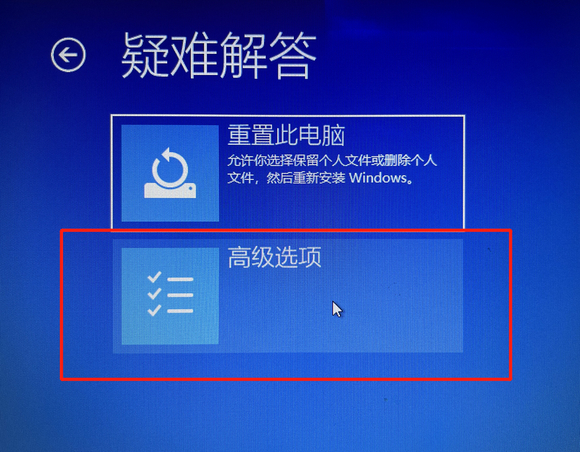 疑难解答
重置此电脑
允许你选择保留个人文件或删除个人
文件，然后重新安装 Windows。
高级选项